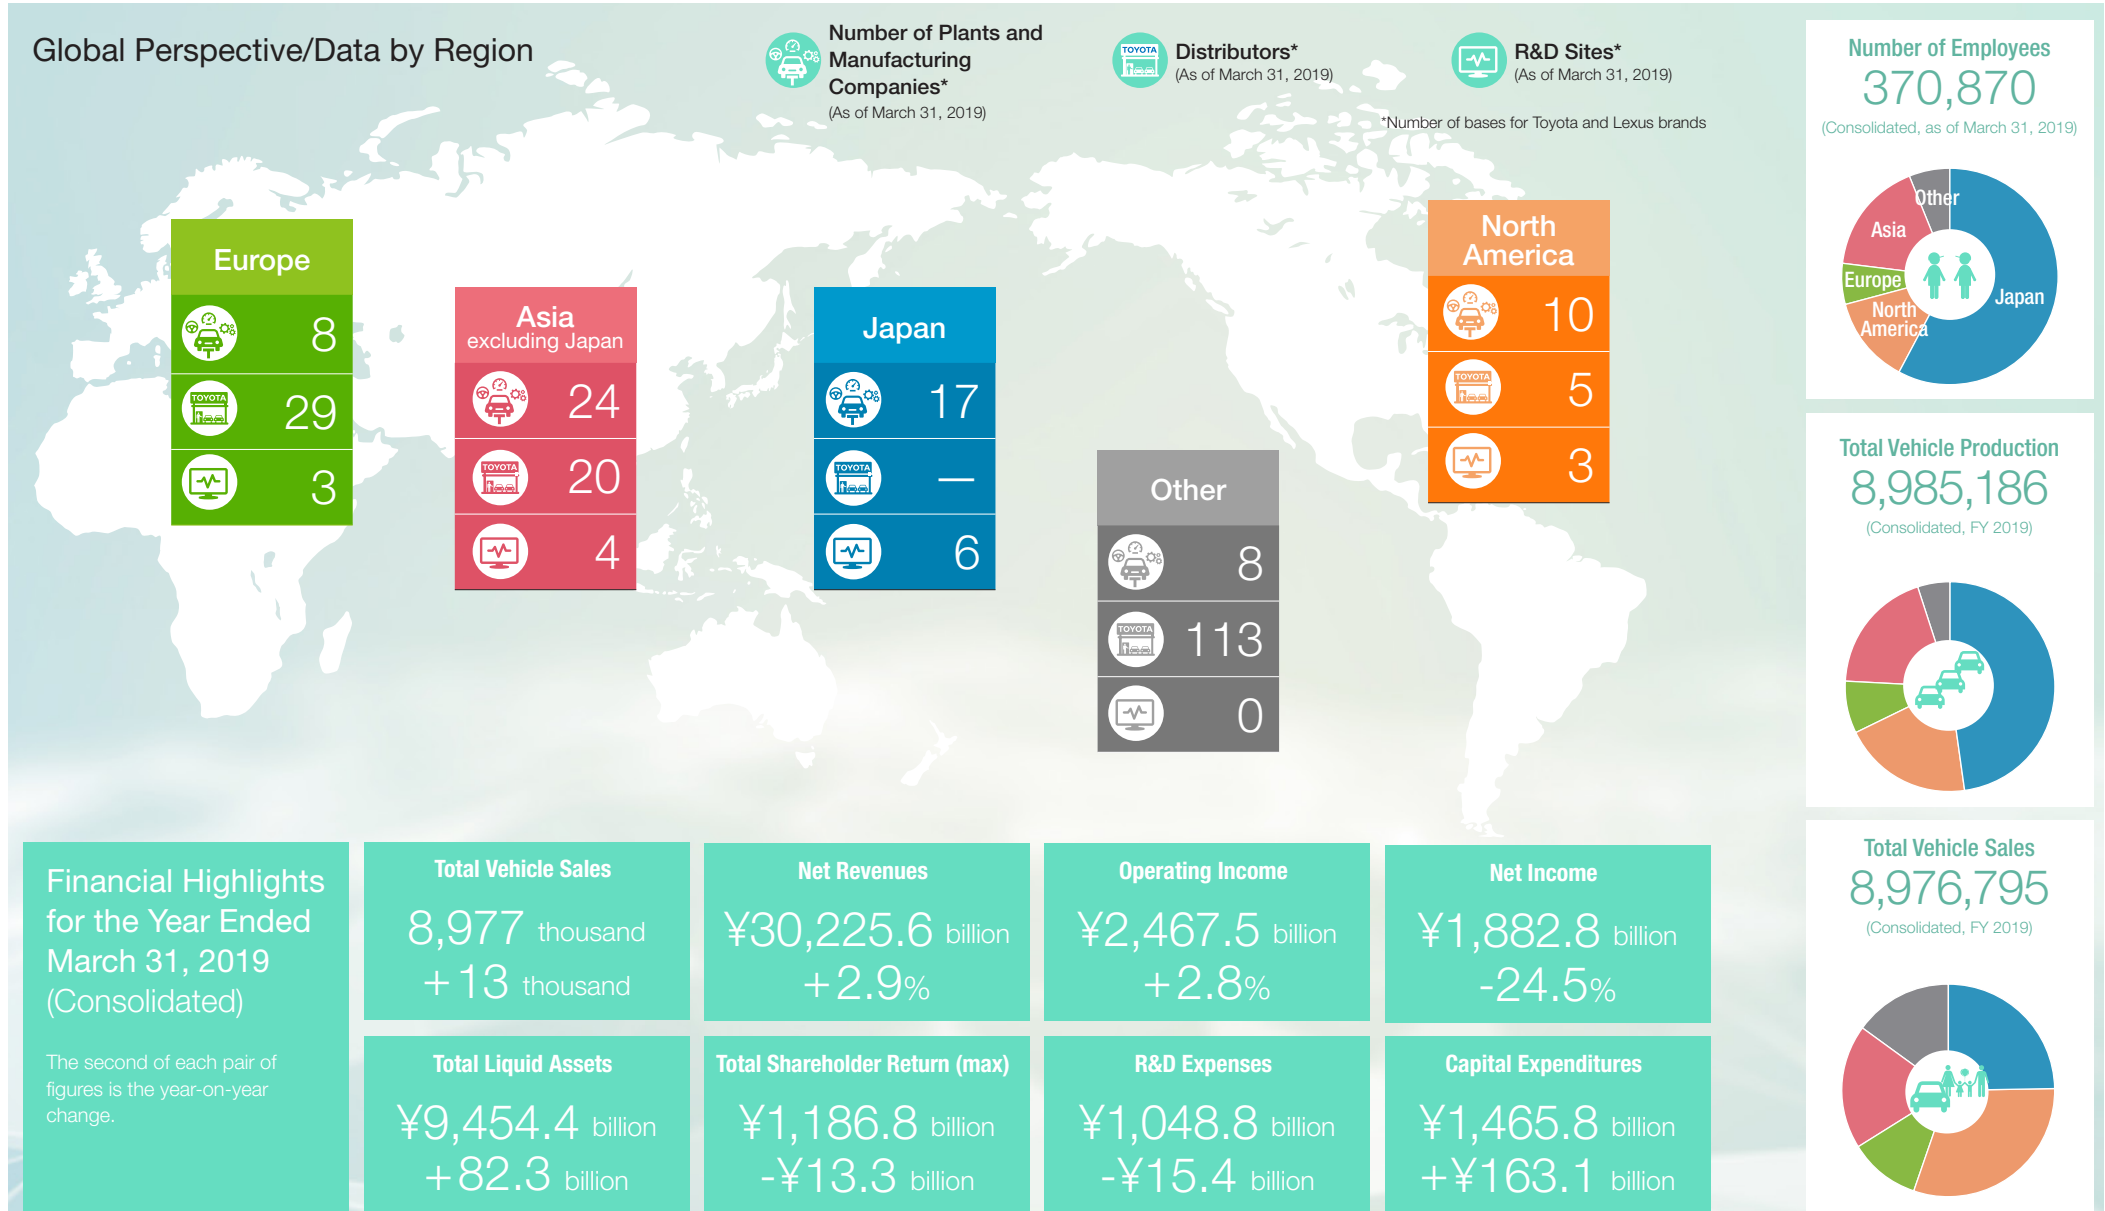 Global Perspective/Data by Region
Number of Plants and
Manufacturing
Companies*
(As of March 31, 2019)
TOYOTA
Distributors*
(As of March 31, 2019)
R&D Sites*
(As of March 31, 2019)
*Number of bases for Toyota and Lexus brands
Europe
8
TOYOTA
29
3
Asia
excluding Japan
24
TOYOTA
20
4
Japan
17
TOYOTA
—
6
Other
8
TOYOTA
113
0
North
America
10
TOYOTA
5
3
Number of Employees
370,870
(Consolidated, as of March 31, 2019)
Other
Asia
Europe
North
America
Japan
Total Vehicle Production
8,985,186
(Consolidated, FY 2019)
Total Vehicle Sales
8,976,795
(Consolidated, FY 2019)
Financial Highlights
for the Year Ended
March 31, 2019
(Consolidated)
The second of each pair of
figures is the year-on-year
change.
Total Vehicle Sales
8,977 thousand
+13 thousand
Net Revenues
¥30,225.6 billion
+2.9%
Operating Income
¥2,467.5 billion
+2.8%
Net Income
¥1,882.8 billion
-24.5%
Total Liquid Assets
¥9,454.4 billion
+82.3 billion
Total Shareholder Return (max)
¥1,186.8 billion
-¥13.3 billion
R&D Expenses
¥1,048.8 billion
-¥15.4 billion
Capital Expenditures
¥1,465.8 billion
+¥163.1 billion